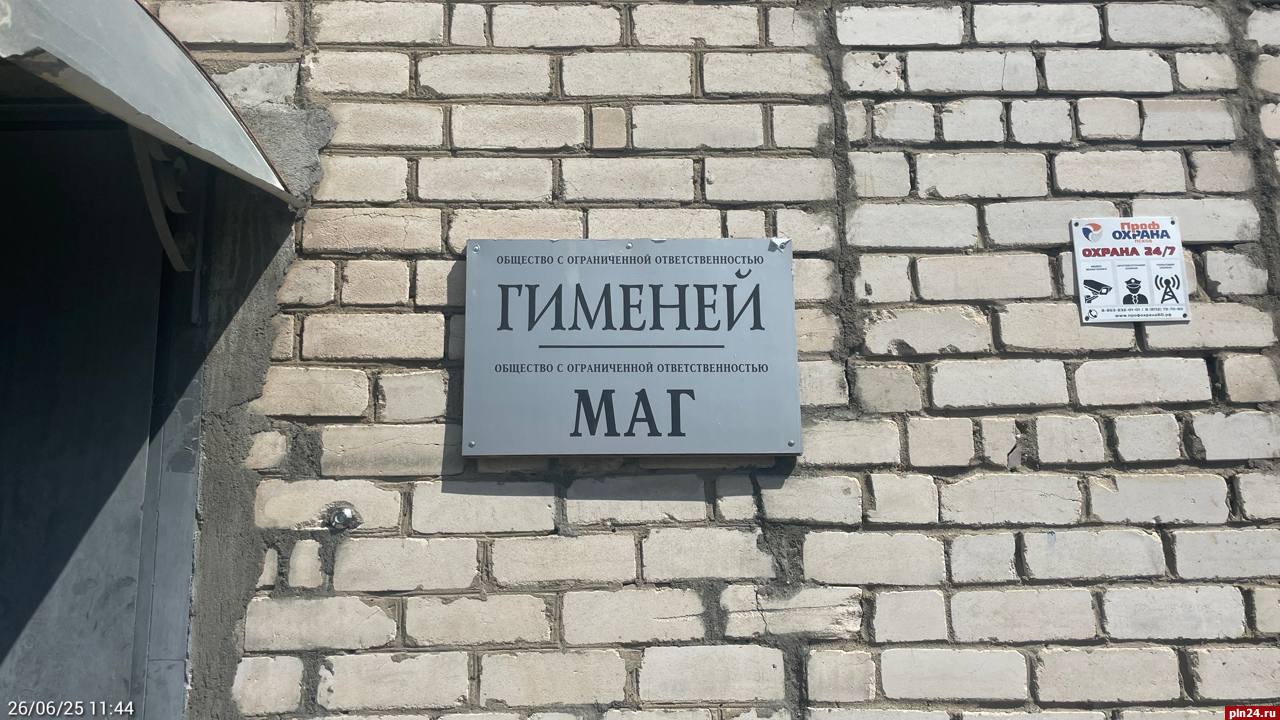 ОБЩЕСТВО С ОГРАНИЧЕННОЙ ОТВЕТСТВЕННОСТЬЮ
ГИМЕНЕЙ
ОБЩЕСТВО С ОГРАНИЧЕННОЙ ОТВЕТСТВЕННОСТЬЮ
МАГ
Проф
ОХРАНА
ПСКОВ
ОХРАНА 24/7
26/06/25 11:44
pln24.ru